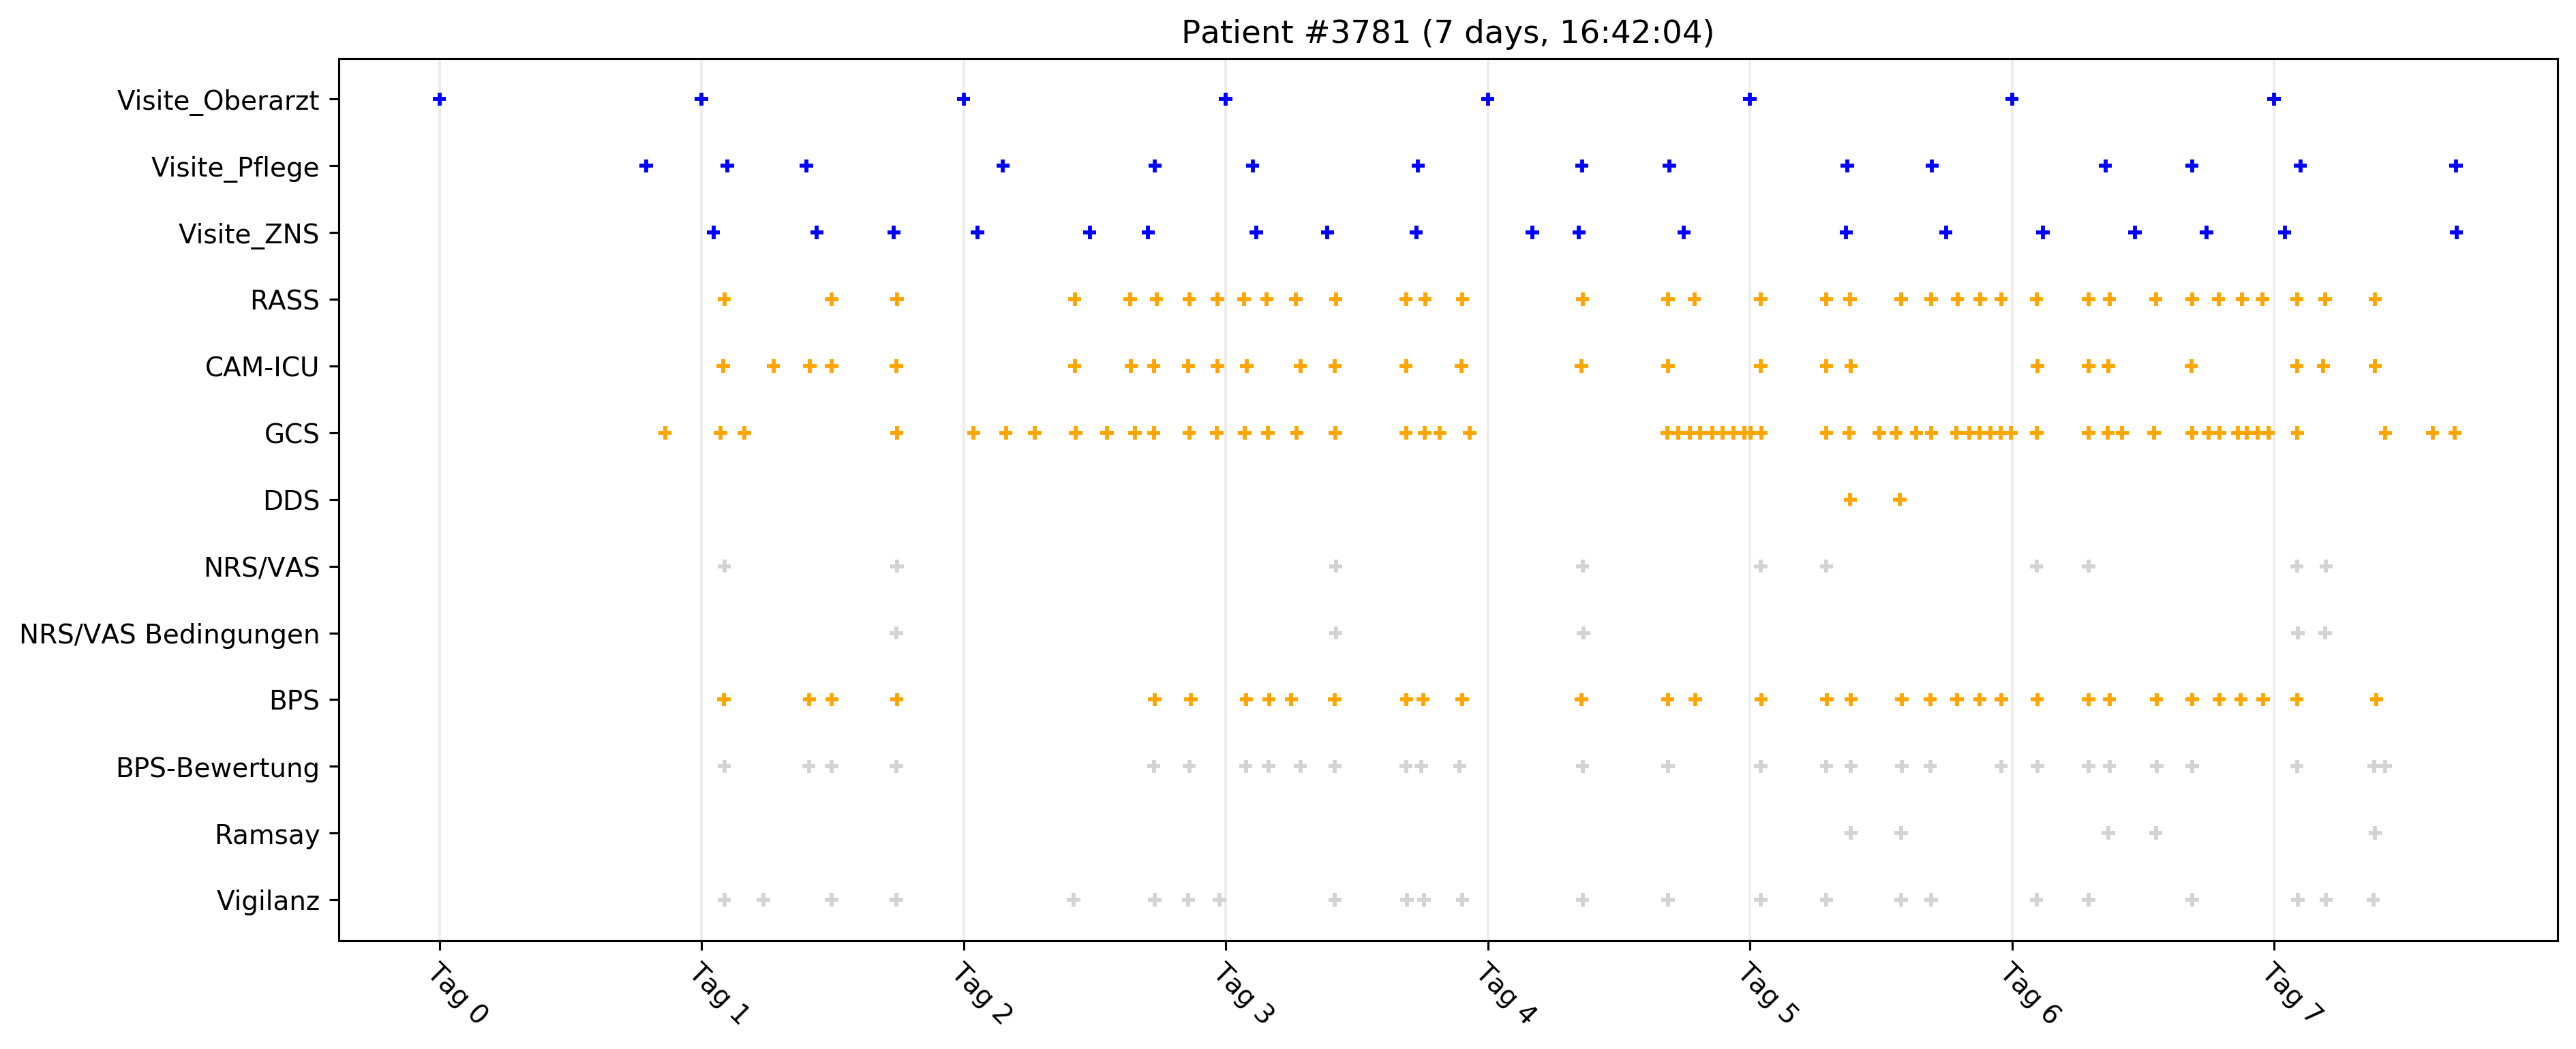 Patient #3781 (7 days, 16:42:04)
Visite_Oberarzt
Visite_Pflege
Visite_ZNS
RASS
CAM-ICU
GCS
DDS
NRS/VAS
NRS/VAS Bedingungen
BPS
BPS-Bewertung
Ramsay
Vigilanz
Tag 0
Tag 1
Tag 2
Tag 3
Tag 4
Tag 5
Tag 6
Tag 7